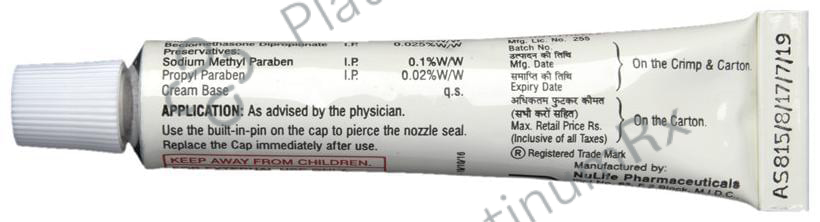 Beclomethasone Dipropionate I.P. 0.025%W/W
Preservatives:
Sodium Methyl Paraben I.P. 0.1%W/W
Propyl Paraben I.P. 0.02%W/W
Cream Base q.s.
APPLICATION: As advised by the physician.
Use the built-in-pin on the cap to pierce the nozzle seal.
Replace the Cap immediately after use.
KEEP AWAY FROM CHILDREN.
FOR EXTERNAL USE ONLY
Mfg. Lic. No. 255
Batch No.
उत्पादन की तिथि
Mfg. Date
समाप्ति की तिथि
Expiry Date
On the Crimp & Carton.
अधिकतम फुटकर कीमत
(सभी करों सहित)
Max. Retail Price Rs.
(Inclusive of all Taxes)
On the Carton.
® Registered Trade Mark
Manufactured by:
NuLife Pharmaceuticals
AS815/8/17/7/19